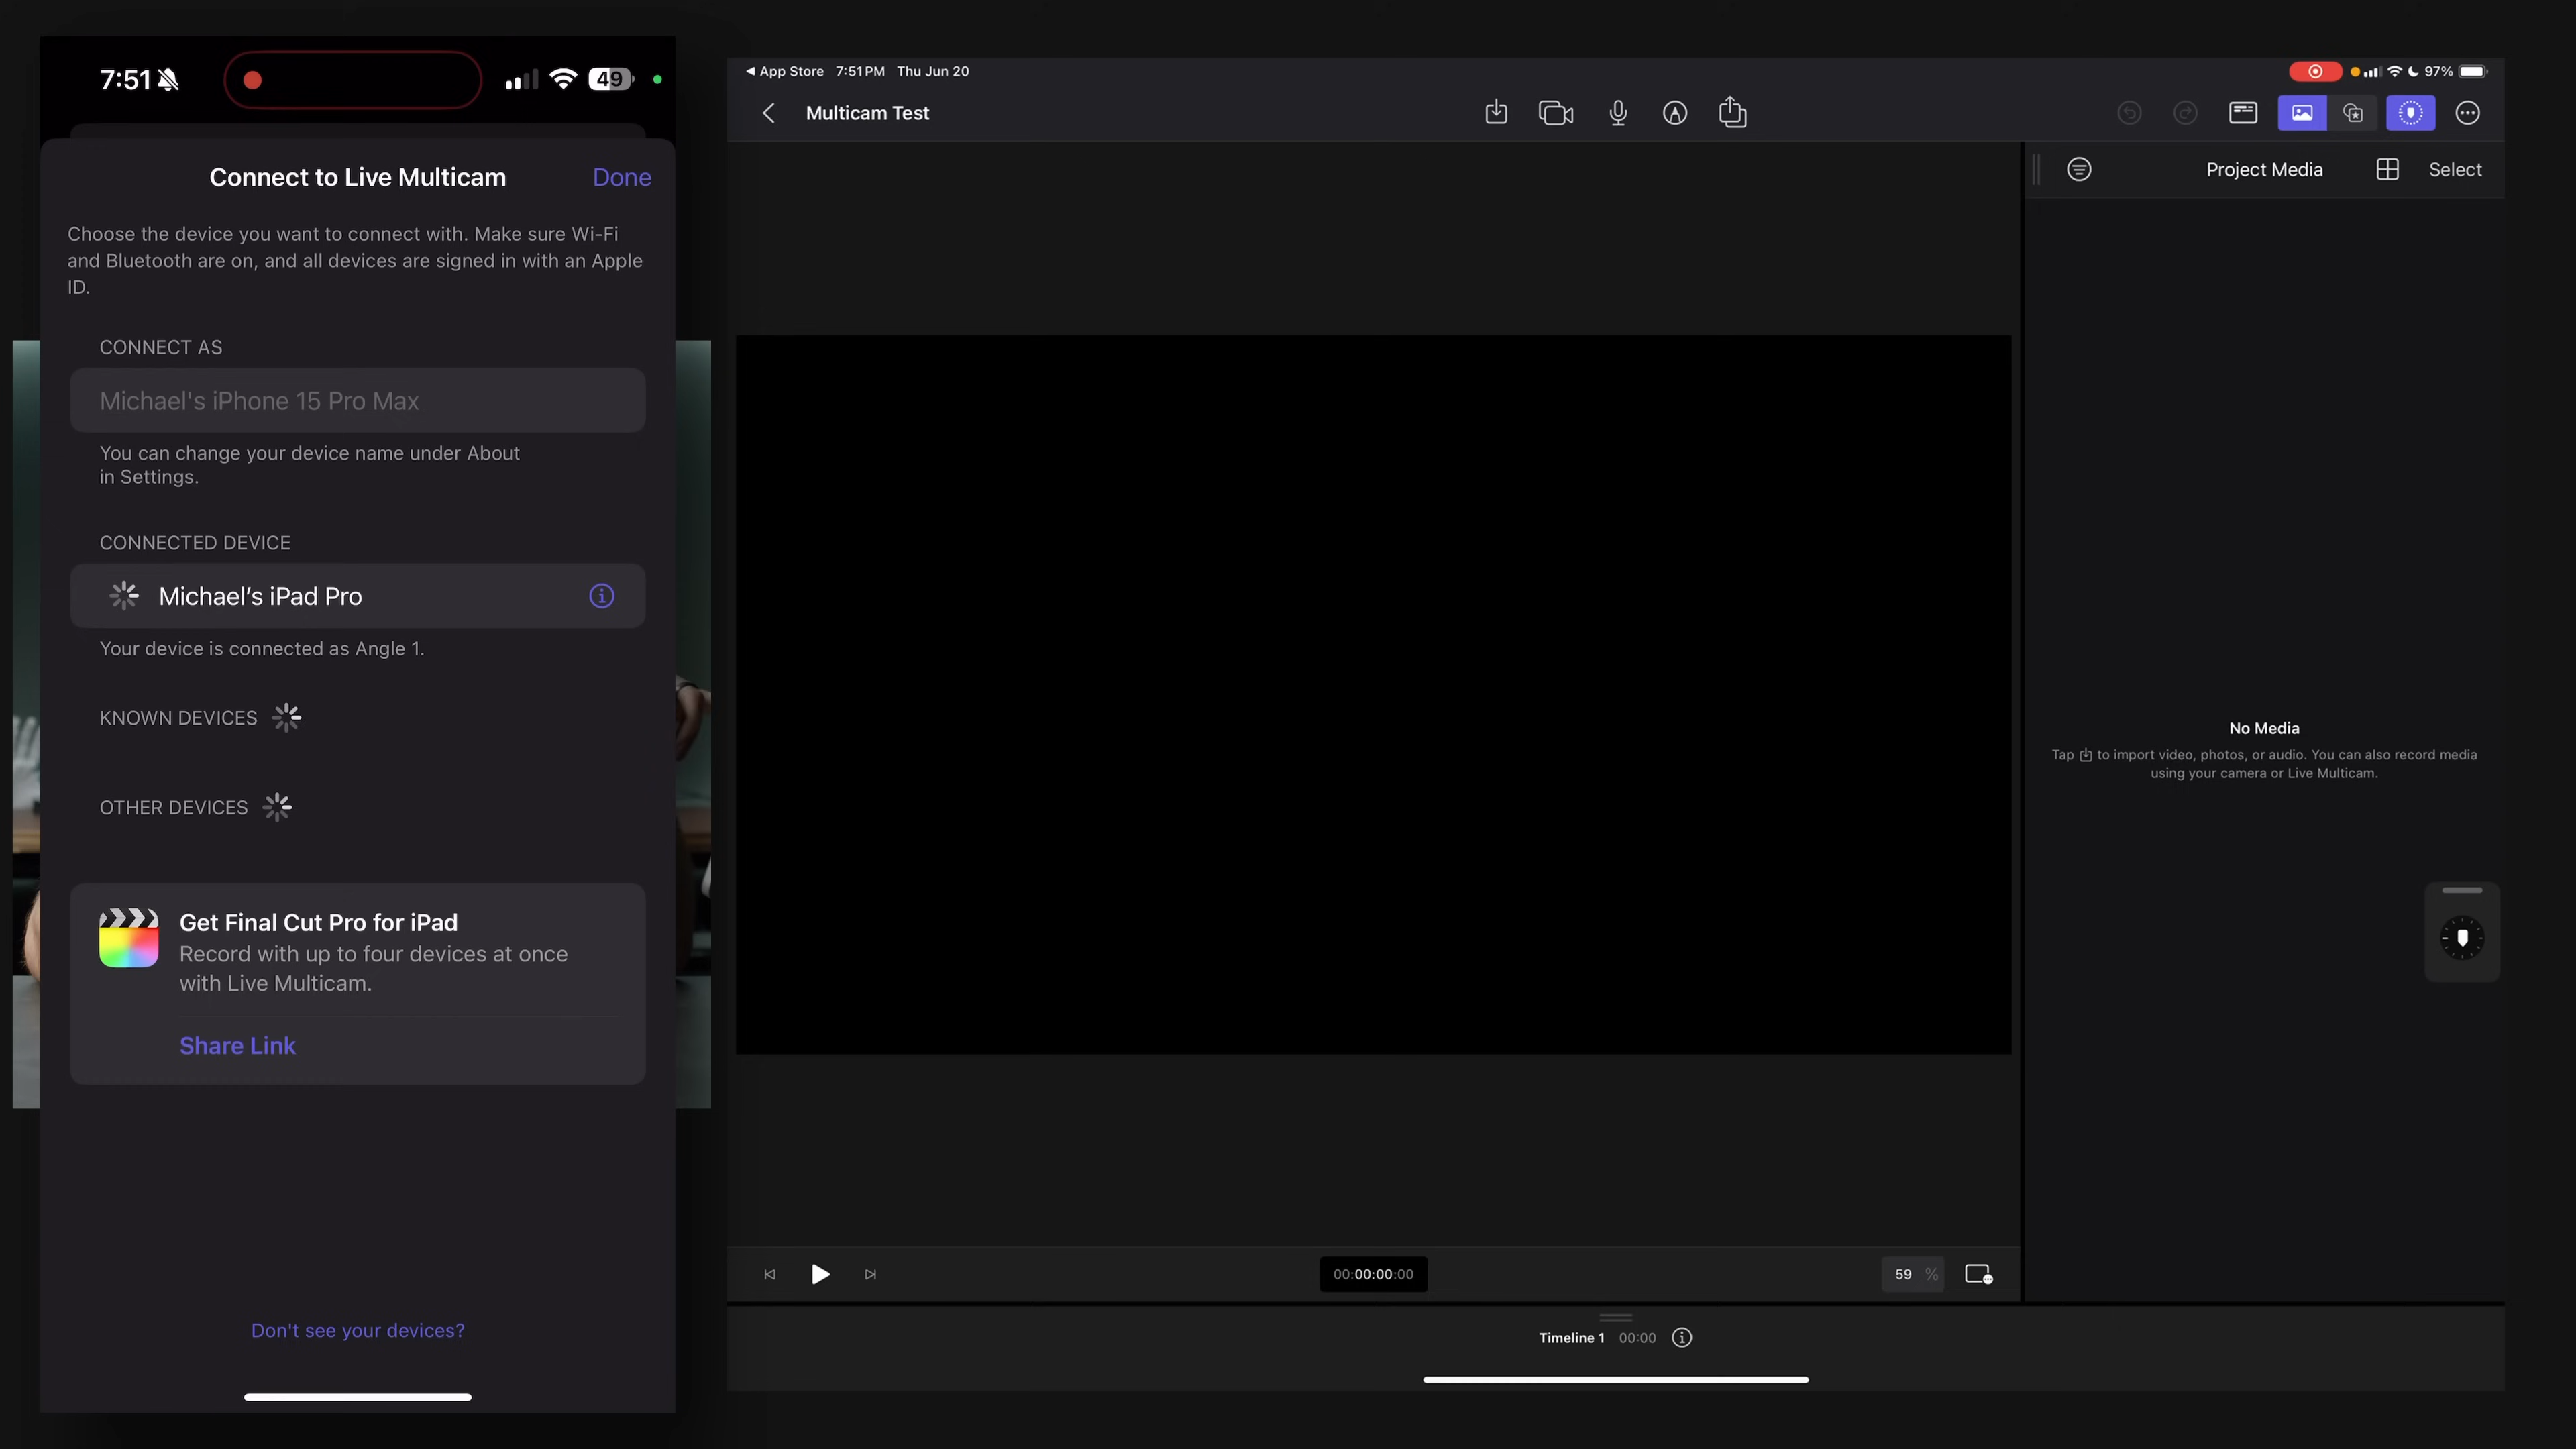 7:51
49
Connect to Live Multicam
Done
Choose the device you want to connect with. Make sure Wi-Fi
and Bluetooth are on, and all devices are signed in with an Apple
ID.
CONNECT AS
Michael's iPhone 15 Pro Max
You can change your device name under About
in Settings.
CONNECTED DEVICE
Michael’s iPad Pro
Your device is connected as Angle 1.
KNOWN DEVICES
OTHER DEVICES
Get Final Cut Pro for iPad
Record with up to four devices at once
with Live Multicam.
Share Link
Don't see your devices?
App Store 7:51 PM Thu Jun 20
97%
Multicam Test
Project Media
Select
No Media
Tap to import video, photos, or audio. You can also record media
using your camera or Live Multicam.
00:00:00:00
59 %
Timeline 1 00:00